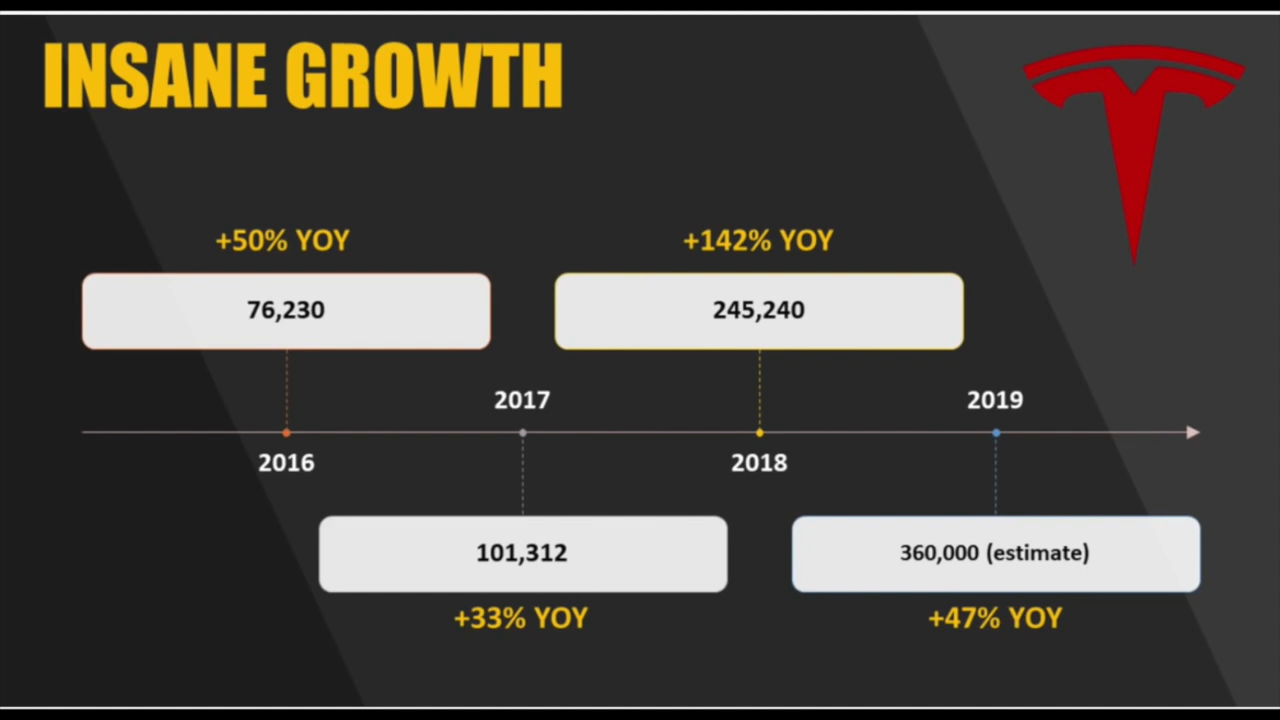 INSANE GROWTH
+50% YOY
+142% YOY
76,230
245,240
2017
2019
2016
2018
101,312
360,000 (estimate)
+33% YOY
+47% YOY